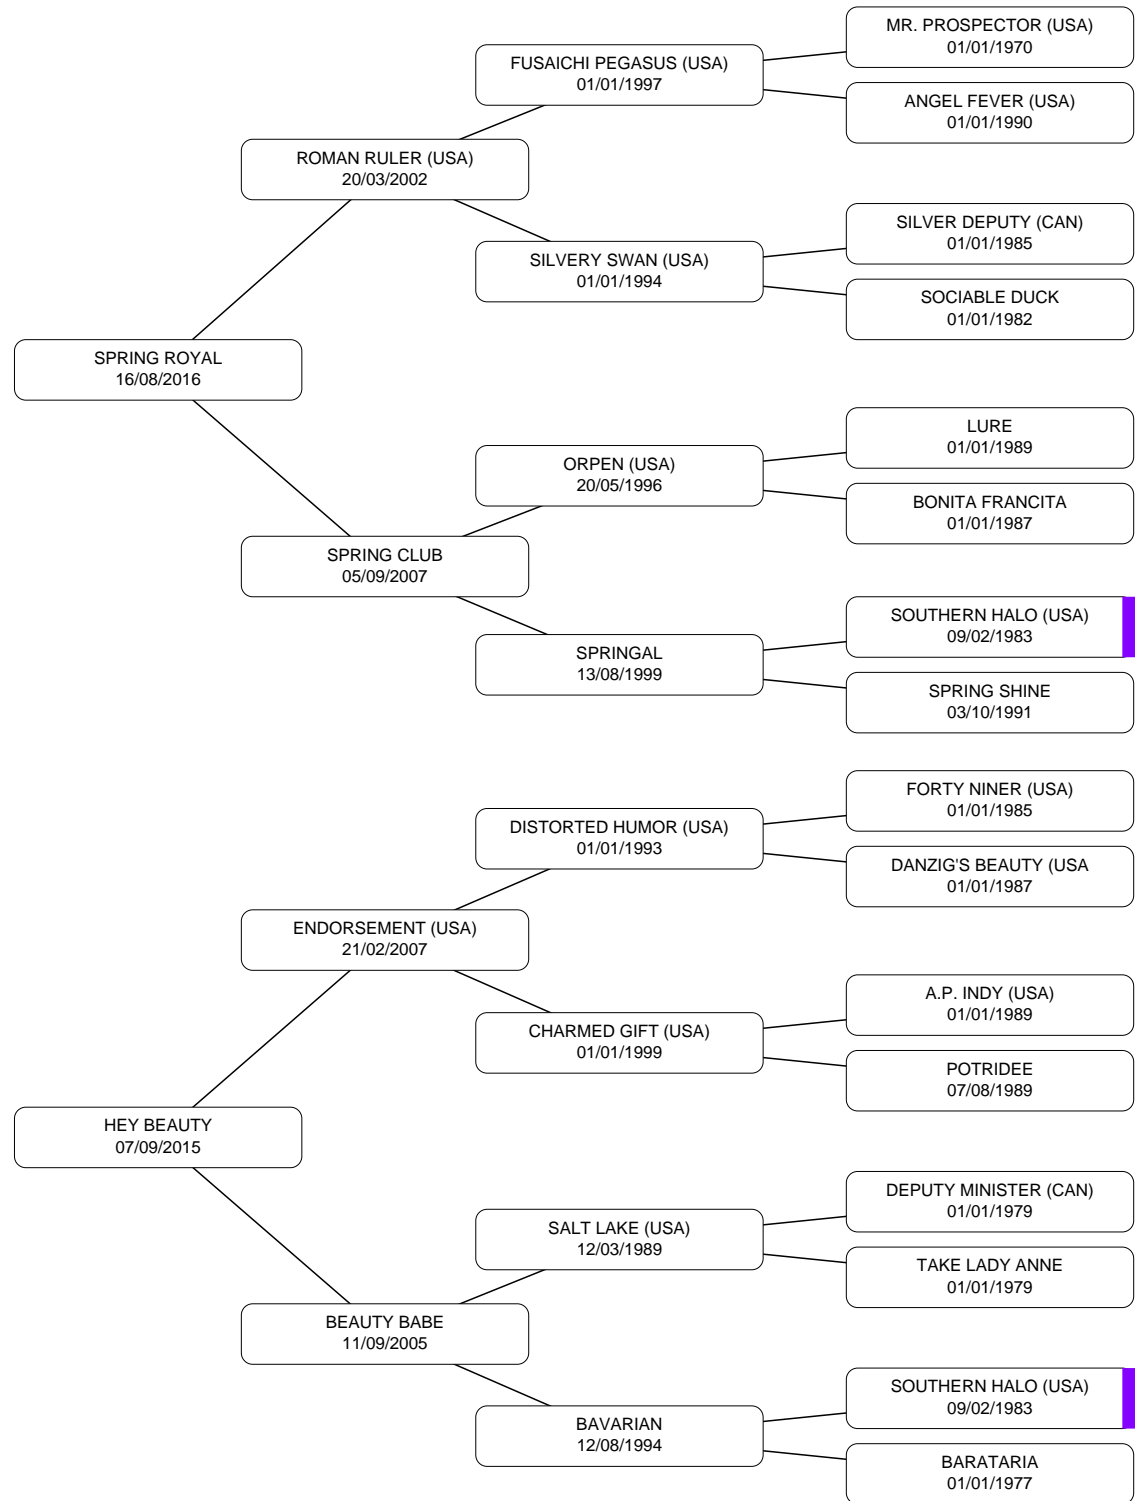 MR. PROSPECTOR (USA)
01/01/1970
FUSAICHI PEGASUS (USA)
01/01/1997
ANGEL FEVER (USA)
01/01/1990
ROMAN RULER (USA)
20/03/2002
SILVER DEPUTY (CAN)
01/01/1985
SILVERY SWAN (USA)
01/01/1994
SOCIABLE DUCK
01/01/1982
SPRING ROYAL
16/08/2016
LURE
01/01/1989
ORPEN (USA)
20/05/1996
BONITA FRANCITA
01/01/1987
SPRING CLUB
05/09/2007
SOUTHERN HALO (USA)
09/02/1983
SPRINGAL
13/08/1999
SPRING SHINE
03/10/1991
FORTY NINER (USA)
01/01/1985
DISTORTED HUMOR (USA)
01/01/1993
DANZIG'S BEAUTY (USA
01/01/1987
ENDORSEMENT (USA)
21/02/2007
A.P. INDY (USA)
01/01/1989
CHARMED GIFT (USA)
01/01/1999
POTRIDEE
07/08/1989
HEY BEAUTY
07/09/2015
DEPUTY MINISTER (CAN)
01/01/1979
SALT LAKE (USA)
12/03/1989
TAKE LADY ANNE
01/01/1979
BEAUTY BABE
11/09/2005
SOUTHERN HALO (USA)
09/02/1983
BAVARIAN
12/08/1994
BARATARIA
01/01/1977